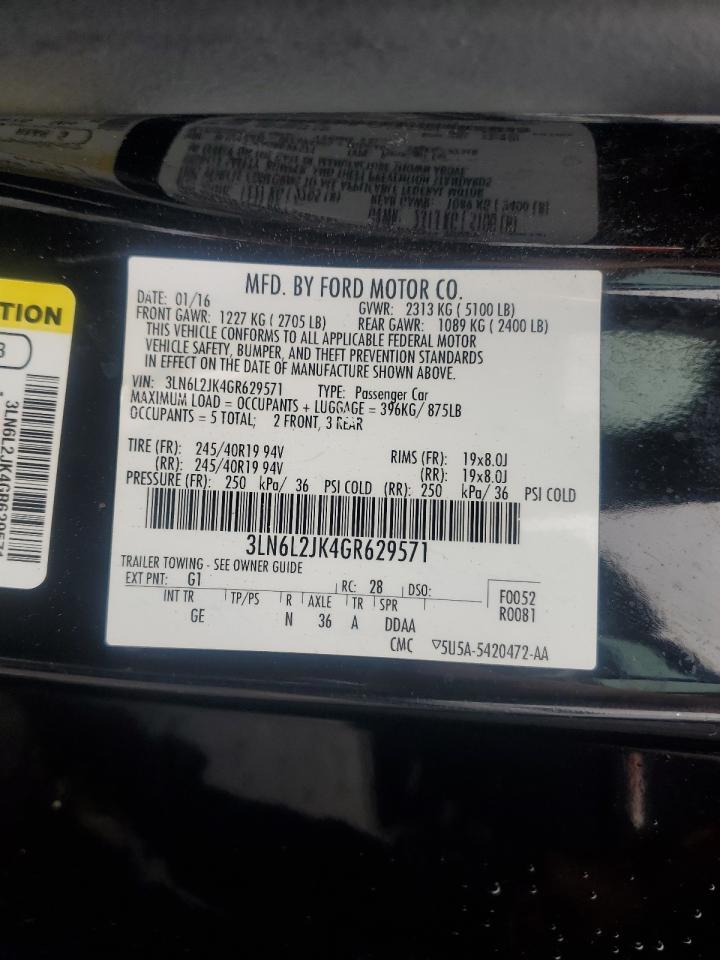 MFD. BY FORD MOTOR CO.
DATE: 01/16 GVWR: 2313 KG (5100 LB)
FRONT GAWR: 1227 KG (2705 LB) REAR GAWR: 1089 KG (2400 LB)
THIS VEHICLE CONFORMS TO ALL APPLICABLE FEDERAL MOTOR
VEHICLE SAFETY, BUMPER, AND THEFT PREVENTION STANDARDS
IN EFFECT ON THE DATE OF MANUFACTURE SHOWN ABOVE.
VIN: 3LN6L2JK4GR629571 TYPE: Passenger Car
MAXIMUM LOAD = OCCUPANTS + LUGGAGE = 396KG/ 875LB
OCCUPANTS = 5 TOTAL; 2 FRONT, 3 REAR
TIRE (FR): 245/40R19 94V RIMS (FR): 19x8.0J
(RR): 245/40R19 94V (RR): 19x8.0J
PRESSURE (FR): 250 kPa/ 36 PSI COLD (RR): 250 kPa/ 36 PSI COLD
3LN6L2JK4GR629571
TRAILER TOWING - SEE OWNER GUIDE
EXT PNT: G1 RC: 28 DSO: F0052
INT TR TP/PS R AXLE TR SPR R0081
GE N 36 A DDAA
CMC ▽5U5A-5420472-AA
TION
3
3LN6L2JK4GR629571